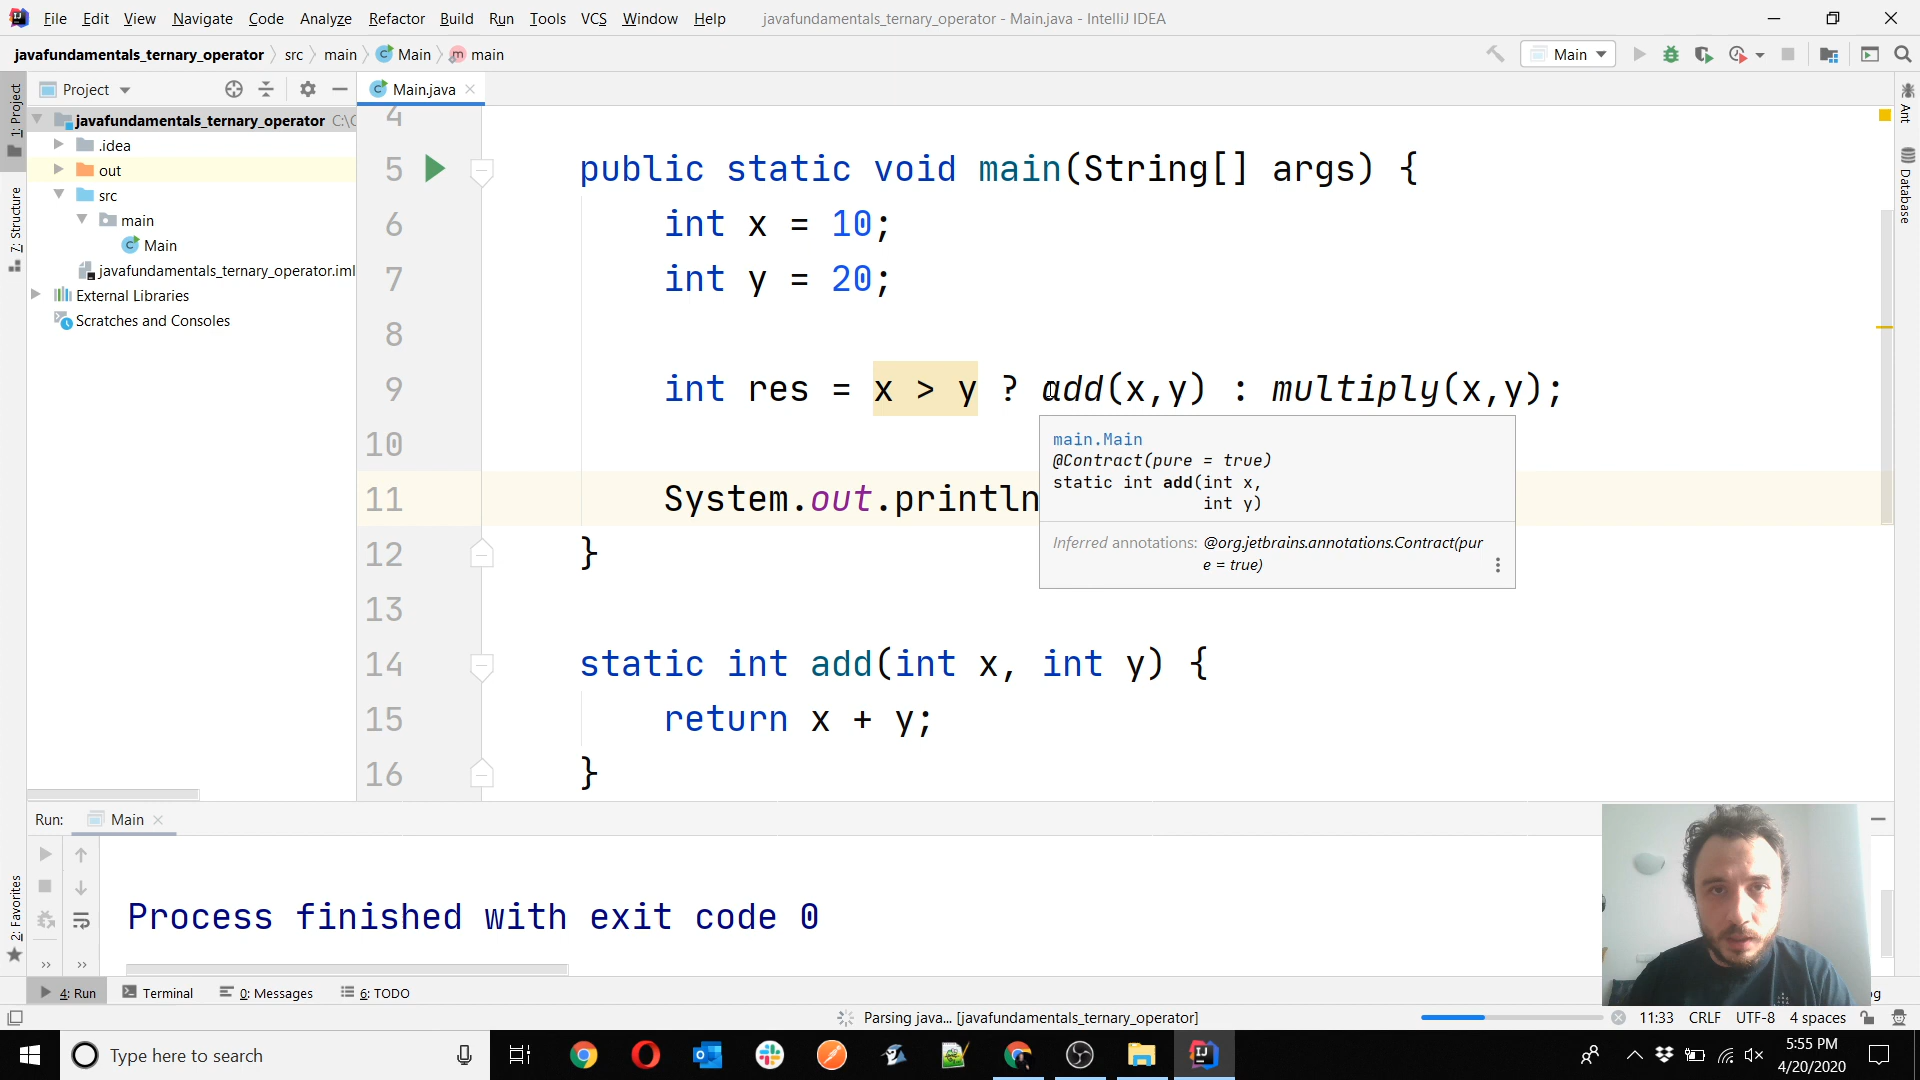 File Edit View Navigate Code Analyze Refactor Build Run Tools VCS Window Help javafundamentals_ternary_operator - Main.java - IntelliJ IDEA
javafundamentals_ternary_operator src main Main main
Main
Project
Main.java
1: Project
7: Structure
2: Favorites
Ant
Database
javafundamentals_ternary_operator C:\
.idea
out
src
main
Main
javafundamentals_ternary_operator.iml
External Libraries
Scratches and Consoles
4
5 public static void main(String[] args) {
6 int x = 10;
7 int y = 20;
8
9 int res = x > y ? add(x,y) : multiply(x,y);
10
11 System.out.println
12 }
13
14 static int add(int x, int y) {
15 return x + y;
16 }
main.Main
@Contract(pure = true)
static int add(int x,
int y)
Inferred annotations: @org.jetbrains.annotations.Contract(pur
e = true)
Run: Main
Process finished with exit code 0
4: Run Terminal 0: Messages 6: TODO
Parsing java... [javafundamentals_ternary_operator]
11:33 CRLF UTF-8 4 spaces
Type here to search
5:55 PM
4/20/2020